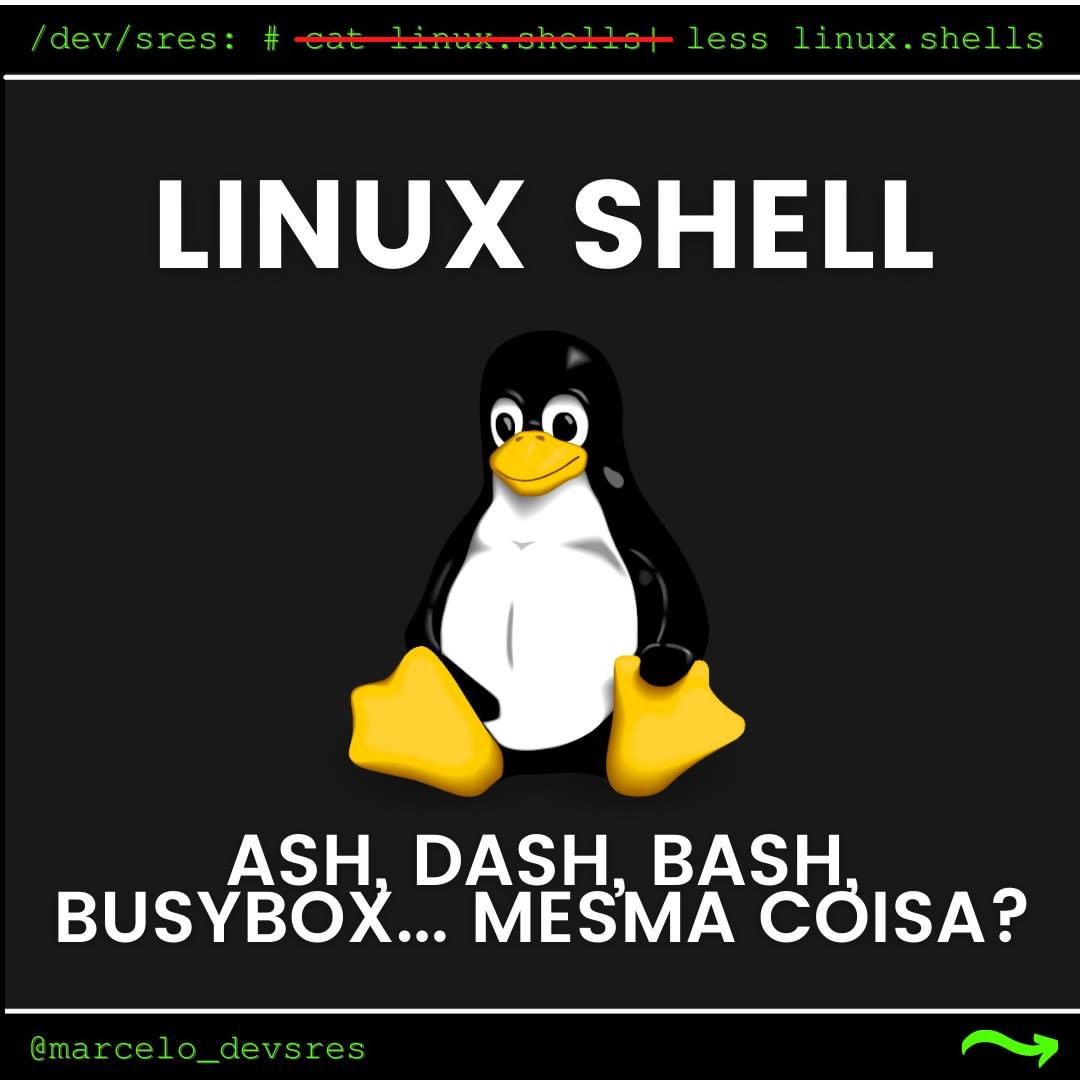 /dev/sres: # cat linux.shells| less linux.shells
LINUX SHELL
ASH, DASH, BASH,
BUSYBOX... MESMA COISA?
@marcelo_devsres